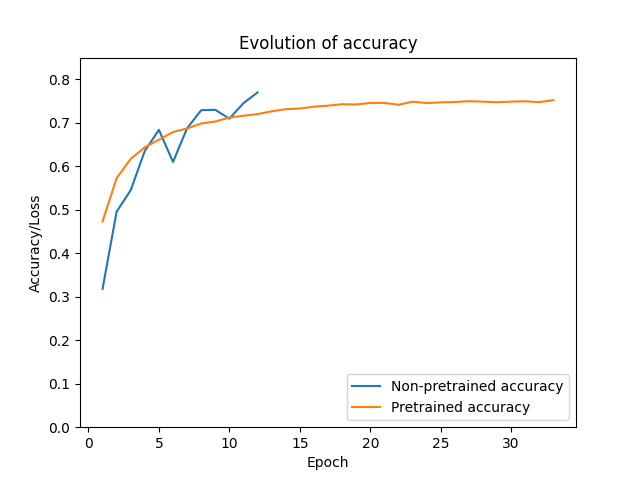 Evolution of accuracy
Accuracy/Loss
0.8
0.7
0.6
0.5
0.4
0.3
0.2
0.1
0.0
0 5 10 15 20 25 30
Epoch
Non-pretrained accuracy
Pretrained accuracy